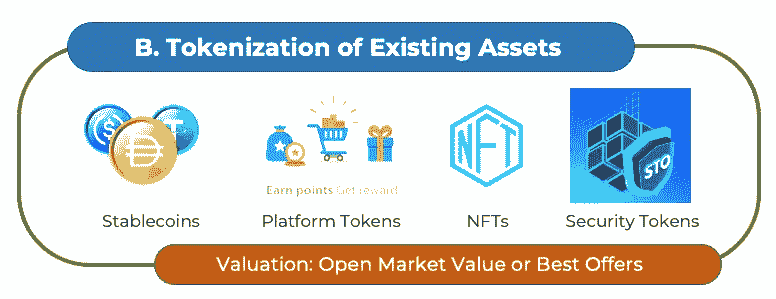 B. Tokenization of Existing Assets
Earn points Get reward
NFT
STO
Stablecoins
Platform Tokens
NFTs
Security Tokens
Valuation: Open Market Value or Best Offers